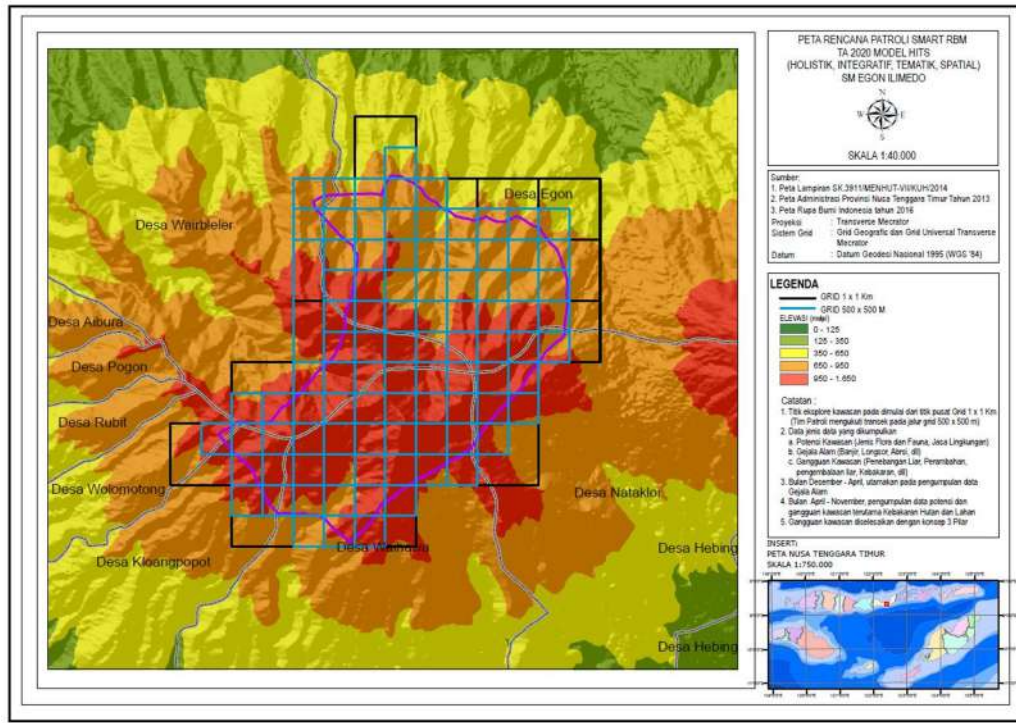 PETA RENCANA PATROLI SMART RBM
TA 2020 MODEL HITS
(HOLISTIK, INTEGRATIF, TEMATIK, SPATIAL)
SM EGON ILIMEDO
N
W E
S
SKALA 1:40.000
Sumber:
1. Peta Lampiran SK.3911/MENHUT-VII/KUH/2014
2. Peta Administrasi Provinsi Nusa Tenggara Timur Tahun 2013
3. Peta Rupa Bumi Indonesia tahun 2016
Proyeksi : Transverse Mecrator
Sistem Grid : Grid Geografic dan Grid Universal Transverse
Mecrator
Datum : Datum Geodesi Nasional 1995 (WGS '84)
LEGENDA
GRID 1 x 1 Km
GRID 500 x 500 M
ELEVASI (mdpl)
0 - 125
125 - 350
350 - 650
650 - 950
950 - 1.650
Catatan :
1. Titik eksplore kawasan pada dimulai dari titik pusat Grid 1 x 1 Km
(Tim Patroli mengikuti transek pada jalur grid 500 x 500 m)
2. Data jenis data yang dikumpulkan
a. Potensi Kawasan (Jenis Flora dan Fauna, Jasa Lingkungan)
b. Gejala Alam (Banjir, Longsor, Abrsi, dll)
c. Gangguan Kawasan (Penebangan Liar, Perambahan,
pengembalaan liar, Kebakaran, dll)
3. Bulan Desember - April, utamakan pada pengumpulan data
Gejala Alam
4. Bulan April - November, pengumpulan data potensi dan
gangguan kawasan terutama Kebakaran Hutan dan Lahan
5. Gangguan kawasan diselesaikan dengan konsep 3 Pilar
INSERT:
PETA NUSA TENGGARA TIMUR
SKALA 1:750.000
Desa Egon
Desa Wairbleler
Desa Aibura
Desa Pogon
Desa Rubit
Desa Wolomotong
Desa Nataklor
Desa Kloangpopot
Desa Hebing
Desa Hebing